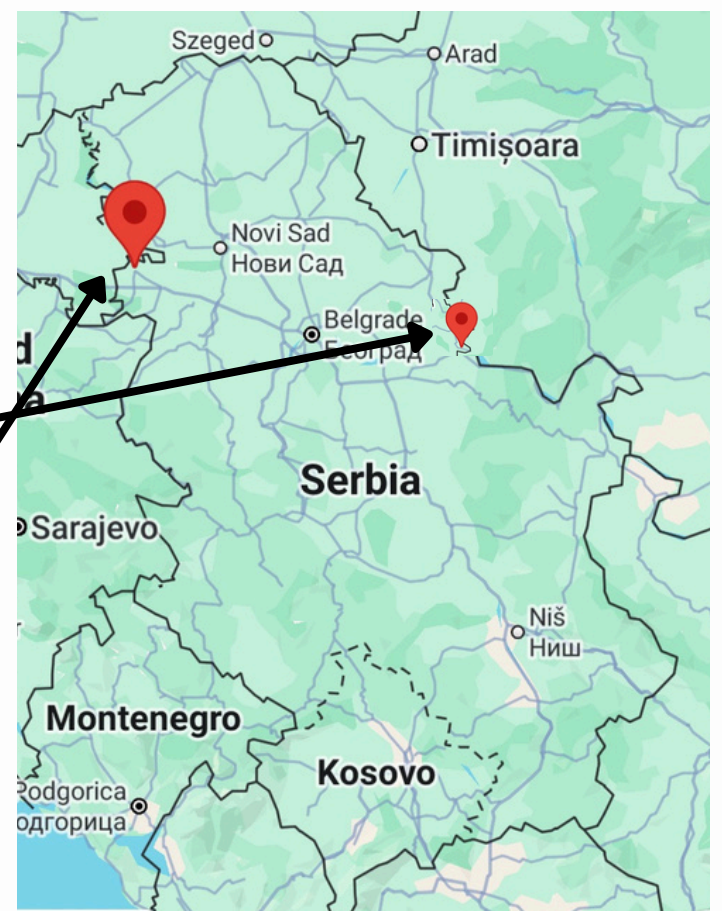 Szeged
Arad
Timișoara
Novi Sad
Нови Сад
Belgrade
Београд
d
a
Serbia
Sarajevo
r
Niš
Ниш
Montenegro
Kosovo
Podgorica
одгорица